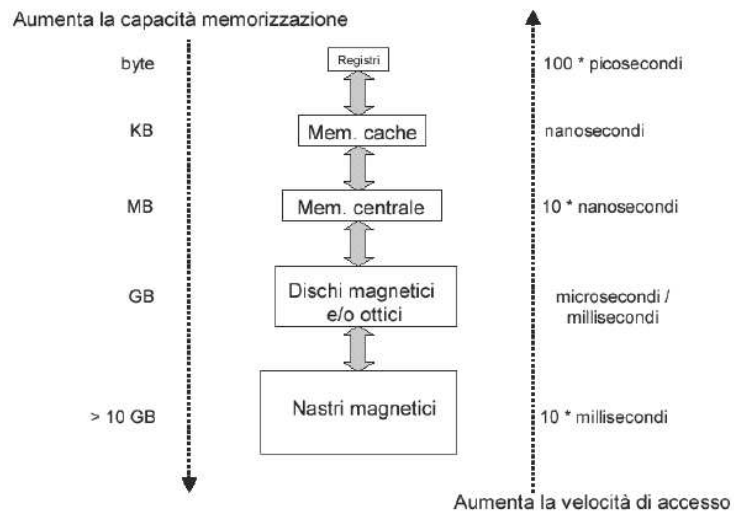 Aumenta la capacità memorizzazione
byte
Registri
100 * picosecondi
KB
Mem. cache
nanosecondi
MB
Mem. centrale
10 * nanosecondi
GB
Dischi magnetici
e/o ottici
microsecondi /
millisecondi
> 10 GB
Nastri magnetici
10 * millisecondi
Aumenta la velocità di accesso